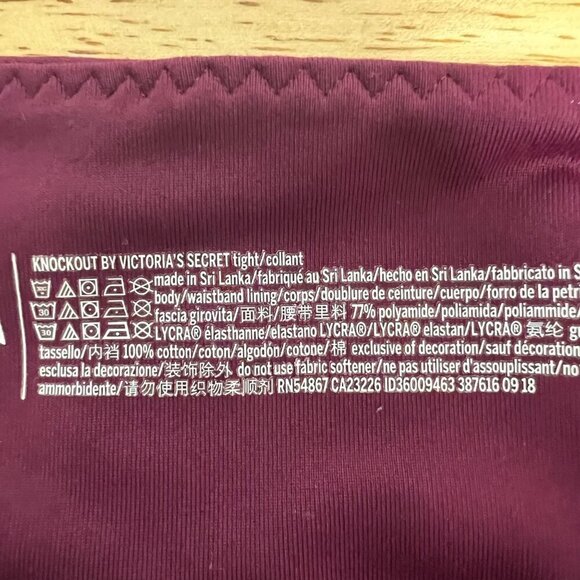 KNOCKOUT BY VICTORIA'S SECRET tight/collant
made in Sri Lanka/fabriqué au Sri Lanka/hecho en Sri Lanka/fabbricato in S
body/waistband lining/corps/doublure de ceinture/cuerpo/forro de la petri
30 fascia girovita/面料/腰带里料 77% polyamide/poliamida/poliammide/
30 LYCRA® élasthanne/elastano LYCRA®/LYCRA® elastan/LYCRA® 氨纶 gu
tassello/内裆 100% cotton/coton/algodón/cotone/棉 exclusive of decoration/sauf décoration
esclusa la decorazione/装饰除外 do not use fabric softener/ne pas utiliser d'assouplissant/no
ammorbidente/请勿使用织物柔顺剂 RN54867 CA23226 ID36009463 387616 09 18